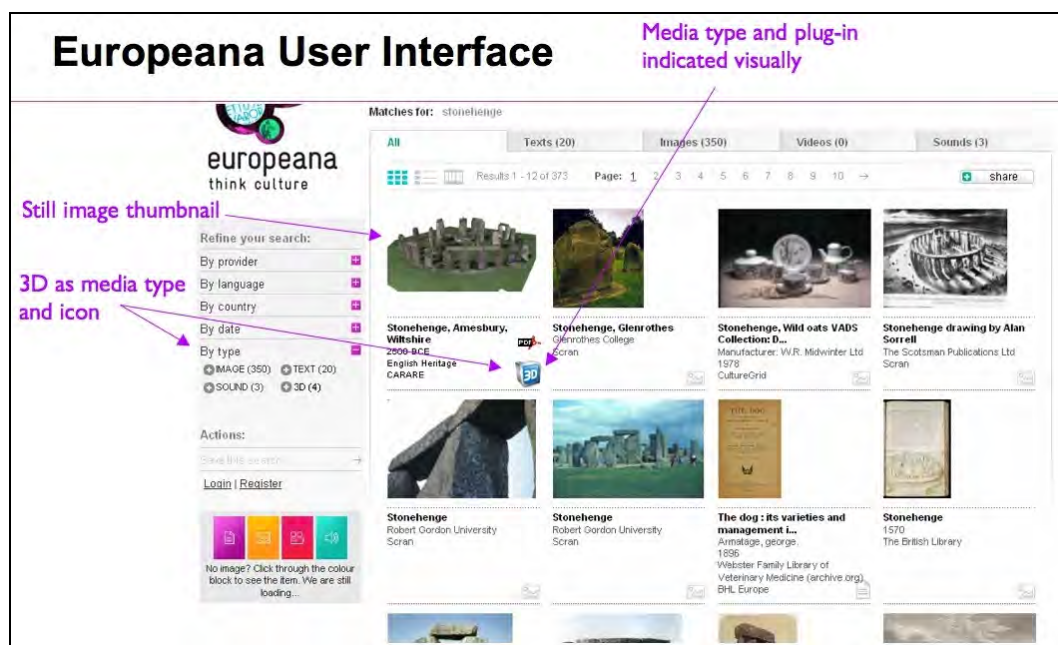 Europeana User Interface
Media type and plug-in
indicated visually
Still image thumbnail
3D as media type
and icon
europeana
think culture
Matches for: stonehenge
All
Texts (20)
Images (350)
Videos (0)
Sounds (3)
Results 1 - 12 of 373 Page: 1 2 3 4 5 6 7 8 9 10 →
share
Refine your search:
By provider
By language
By country
By date
By type
IMAGE (350) TEXT (20)
SOUND (3) 3D (4)
Actions:
Save this search
Login | Register
No image? Click through the colour
block to see the item. We are still
loading...
Stonehenge, Amesbury,
Wiltshire
2500 BCE
English Heritage
CARARE
PDF
3D
Stonehenge, Glenrothes
Glenrothes College
Scran
Stonehenge, Wild oats VADS
Collection: D...
Manufacturer: W.R. Midwinter Ltd
1978
CultureGrid
Stonehenge drawing by Alan
Sorrell
The Scotsman Publications Ltd
Scran
Stonehenge
Robert Gordon University
Scran
Stonehenge
Robert Gordon University
Scran
THE DOG
The dog : its varieties and
management i...
Armatage, george.
1896
Webster Family Library of
Veterinary Medicine (archive.org)
BHL Europe
Stonehenge
1570
The British Library